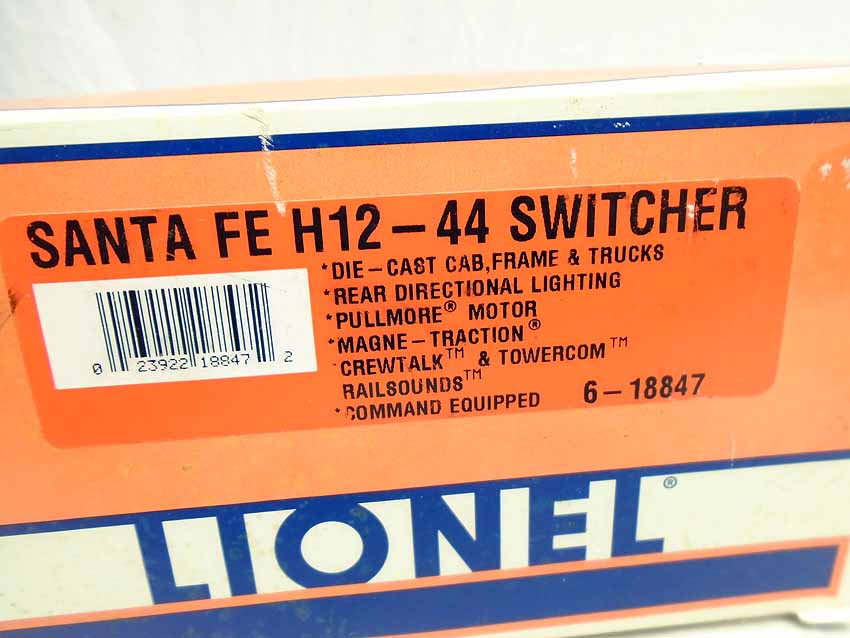 SANTA FE H12-44 SWITCHER
*DIE-CAST CAB,FRAME & TRUCKS
*REAR DIRECTIONAL LIGHTING
*PULLMORE® MOTOR
*MAGNE-TRACTION®
CREWTALK™ & TOWERCOM™
RAILSOUNDS™
*COMMAND EQUIPPED
6-18847
0 23922 18847 2
LIONEL®